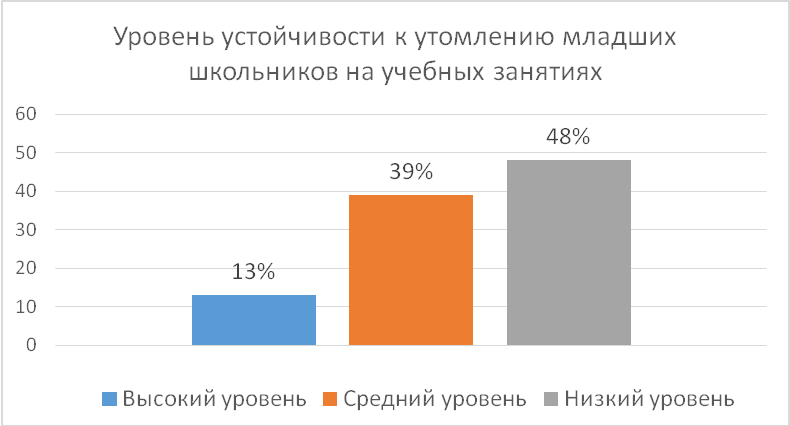 Уровень устойчивости к утомлению младших
школьников на учебных занятиях
60
50
40
30
20
10
0
13%
39%
48%
Высокий уровень
Средний уровень
Низкий уровень